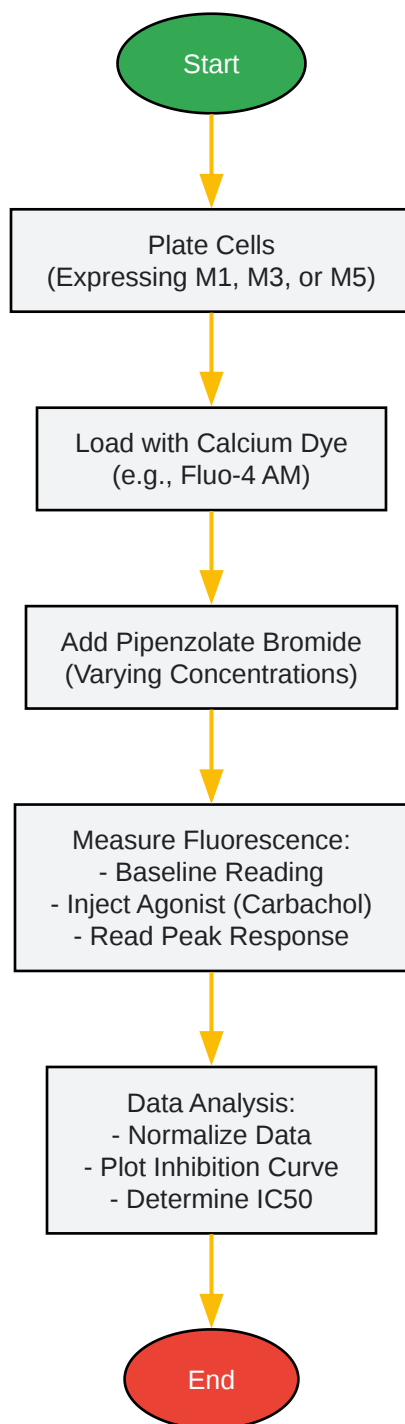 Start
Plate Cells
(Expressing M1, M3, or M5)
Load with Calcium Dye
(e.g., Fluo-4 AM)
Add Pipenzolate Bromide
(Varying Concentrations)
Measure Fluorescence:
- Baseline Reading
- Inject Agonist (Carbachol)
- Read Peak Response
Data Analysis:
- Normalize Data
- Plot Inhibition Curve
- Determine IC50
End